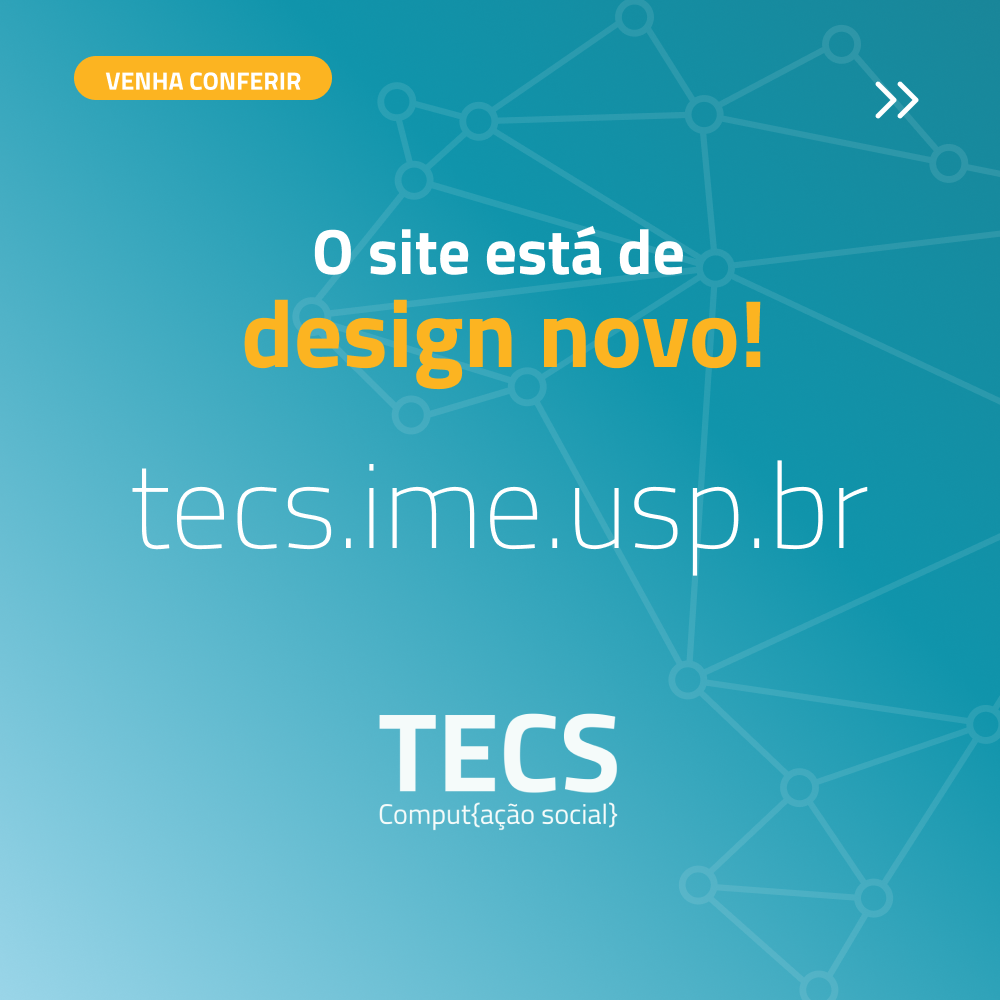 VENHA CONFERIR
O site está de
design novo!
tecs.ime.usp.br
TECS
Comput{ação social}